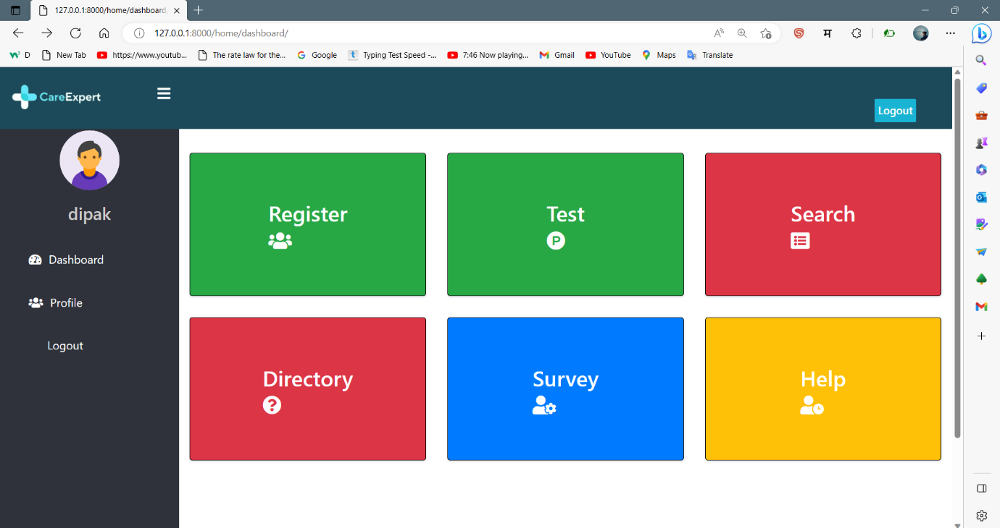 127.0.0.1:8000/home/dashboard/
127.0.0.1:8000/home/dashboard/
D New Tab https://www.youtub... The rate law for the... Google Typing Test Speed -... 7:46 Now playing... Gmail YouTube Maps Translate
CareExpert
Logout
dipak
Dashboard
Profile
Logout
Register
Test
Search
Directory
Survey
Help